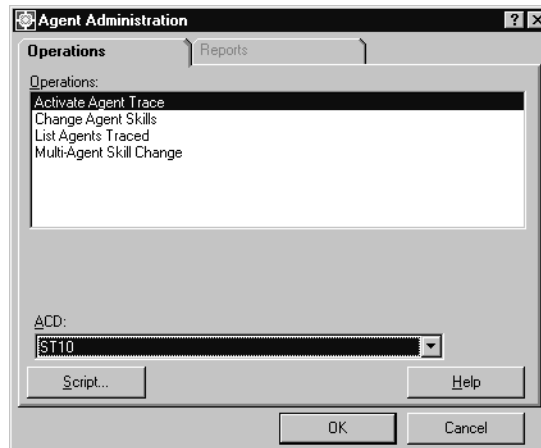 Agent Administration
Operations
Reports
Operations:
Activate Agent Trace
Change Agent Skills
List Agents Traced
Multi-Agent Skill Change
ACD:
ST10
Script...
Help
OK
Cancel